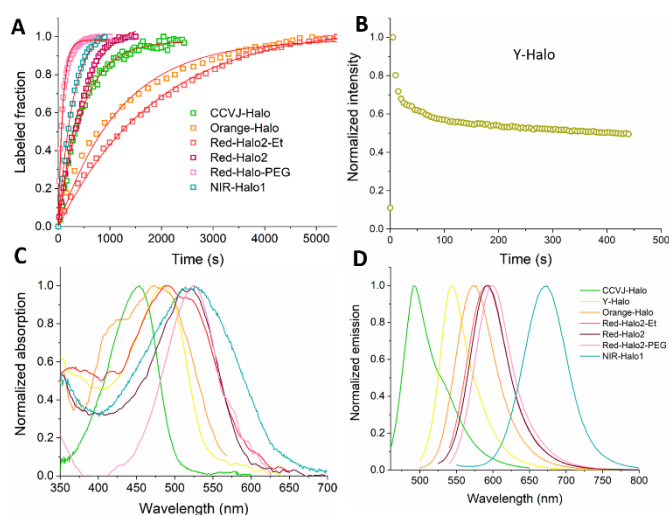 A
Labeled fraction
1.0
0.8
0.6
0.4
0.2
0.0
0 1000 2000 3000 4000 5000
Time (s)
CCVJ-Halo
Orange-Halo
Red-Halo2-Et
Red-Halo2
Red-Halo-PEG
NIR-Halo1
B
Y-Halo
Normalized intensity
1.0
0.8
0.6
0.4
0.2
0.0
0 100 200 300 400 500
Time (s)
C
Normalized absorption
1.0
0.8
0.6
0.4
0.2
0.0
350 400 450 500 550 600 650 700
Wavelength (nm)
D
Normalized emission
1.0
0.8
0.6
0.4
0.2
0.0
500 550 600 650 700 750 800
Wavelength (nm)
CCVJ-Halo
Y-Halo
Orange-Halo
Red-Halo2-Et
Red-Halo2
Red-Halo2-PEG
NIR-Halo1